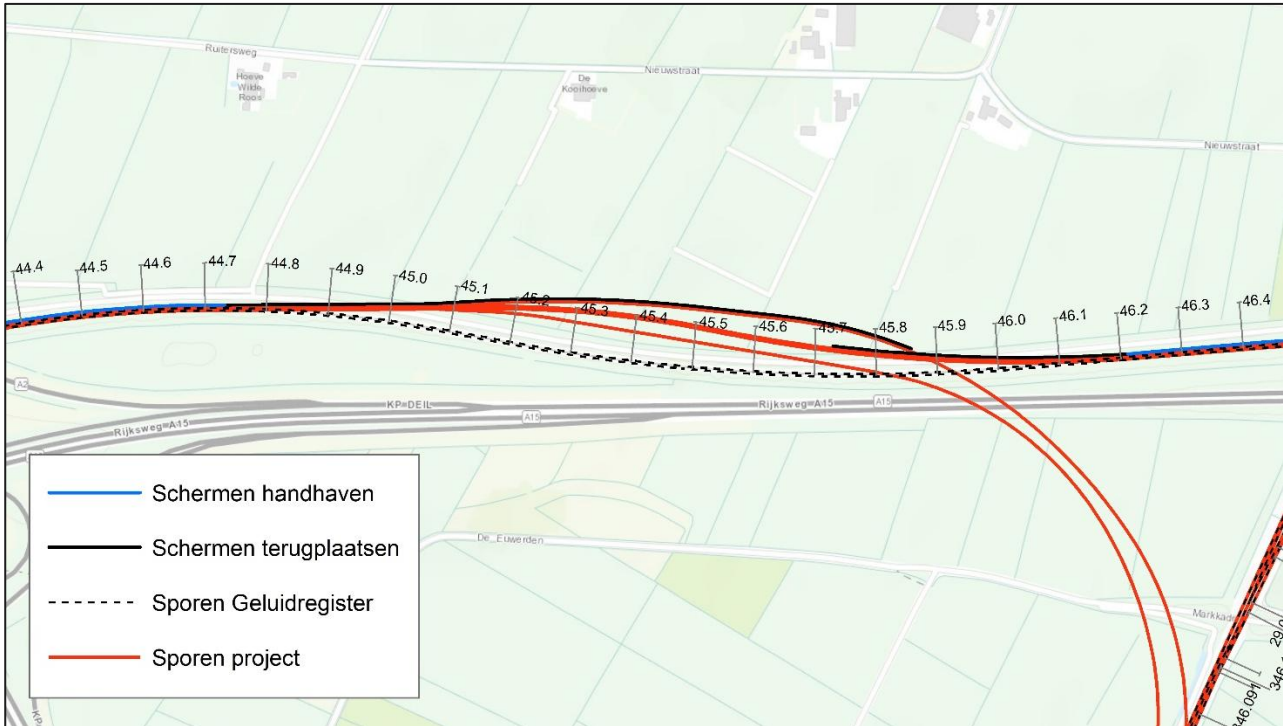 Ruitersweg
Hoeve
Wilde
Roos
De
Kooihoeve
Nieuwstraat
Nieuwstraat
44.4
44.5
44.6
44.7
44.8
44.9
45.0
45.1
45.2
45.3
45.4
45.5
45.6
45.7
45.8
45.9
46.0
46.1
46.2
46.3
46.4
A2
KP DEIL
Rijksweg A15
A15
A15
Rijksweg A15
De Euwerden
Schermen handhaven
Schermen terugplaatsen
Sporen Geluidregister
Sporen project